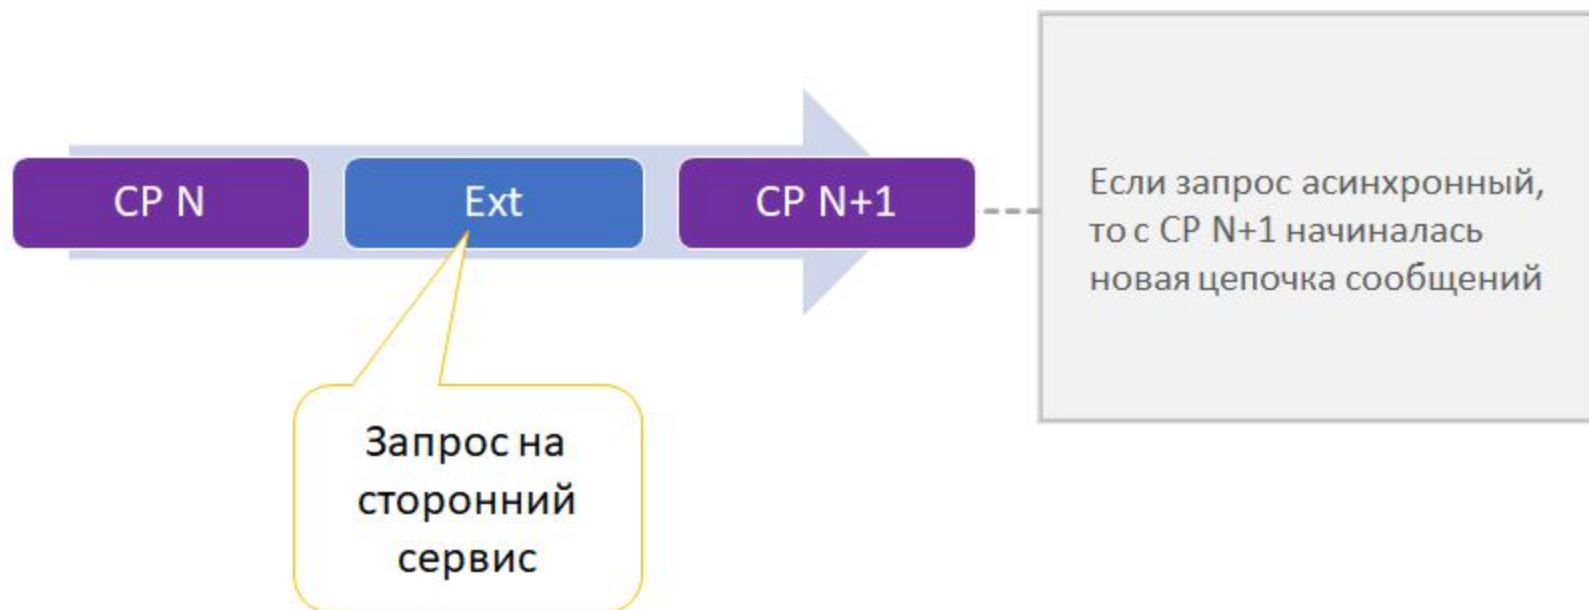 CP N
Ext
CP N+1
Если запрос асинхронный,
то с CP N+1 начиналась
новая цепочка сообщений
Запрос на
сторонний
сервис